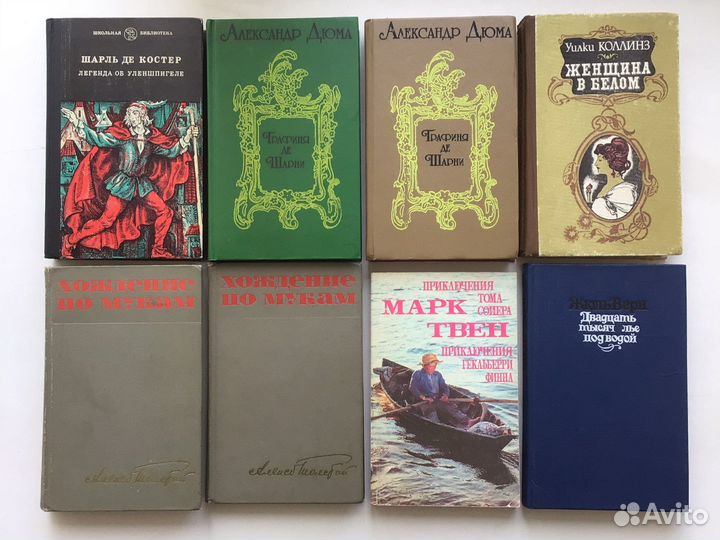 ШКОЛЬНАЯ БИБЛИОТЕКА
ШАРЛЬ ДЕ КОСТЕР
ЛЕГЕНДА ОБ УЛЕНШПИГЕЛЕ
Александр Дюма
Графиня
де
Шарни
Александр Дюма
Графиня
де
Шарни
Уилки КОЛЛИНЗ
ЖЕНЩИНА
В БЕЛОМ
ХОЖДЕНИЕ
ПО МУКАМ
Алексей Толстой
ХОЖДЕНИЕ
ПО МУКАМ
Алексей Толстой
ПРИКЛЮЧЕНИЯ
ТОМА
СОЙЕРА
МАРК
ТВЕН
ПРИКЛЮЧЕНИЯ
ГЕКЛЬБЕРРИ
ФИННА
Жюль Верн
Двадцать
тысяч лье
под водой
Avito